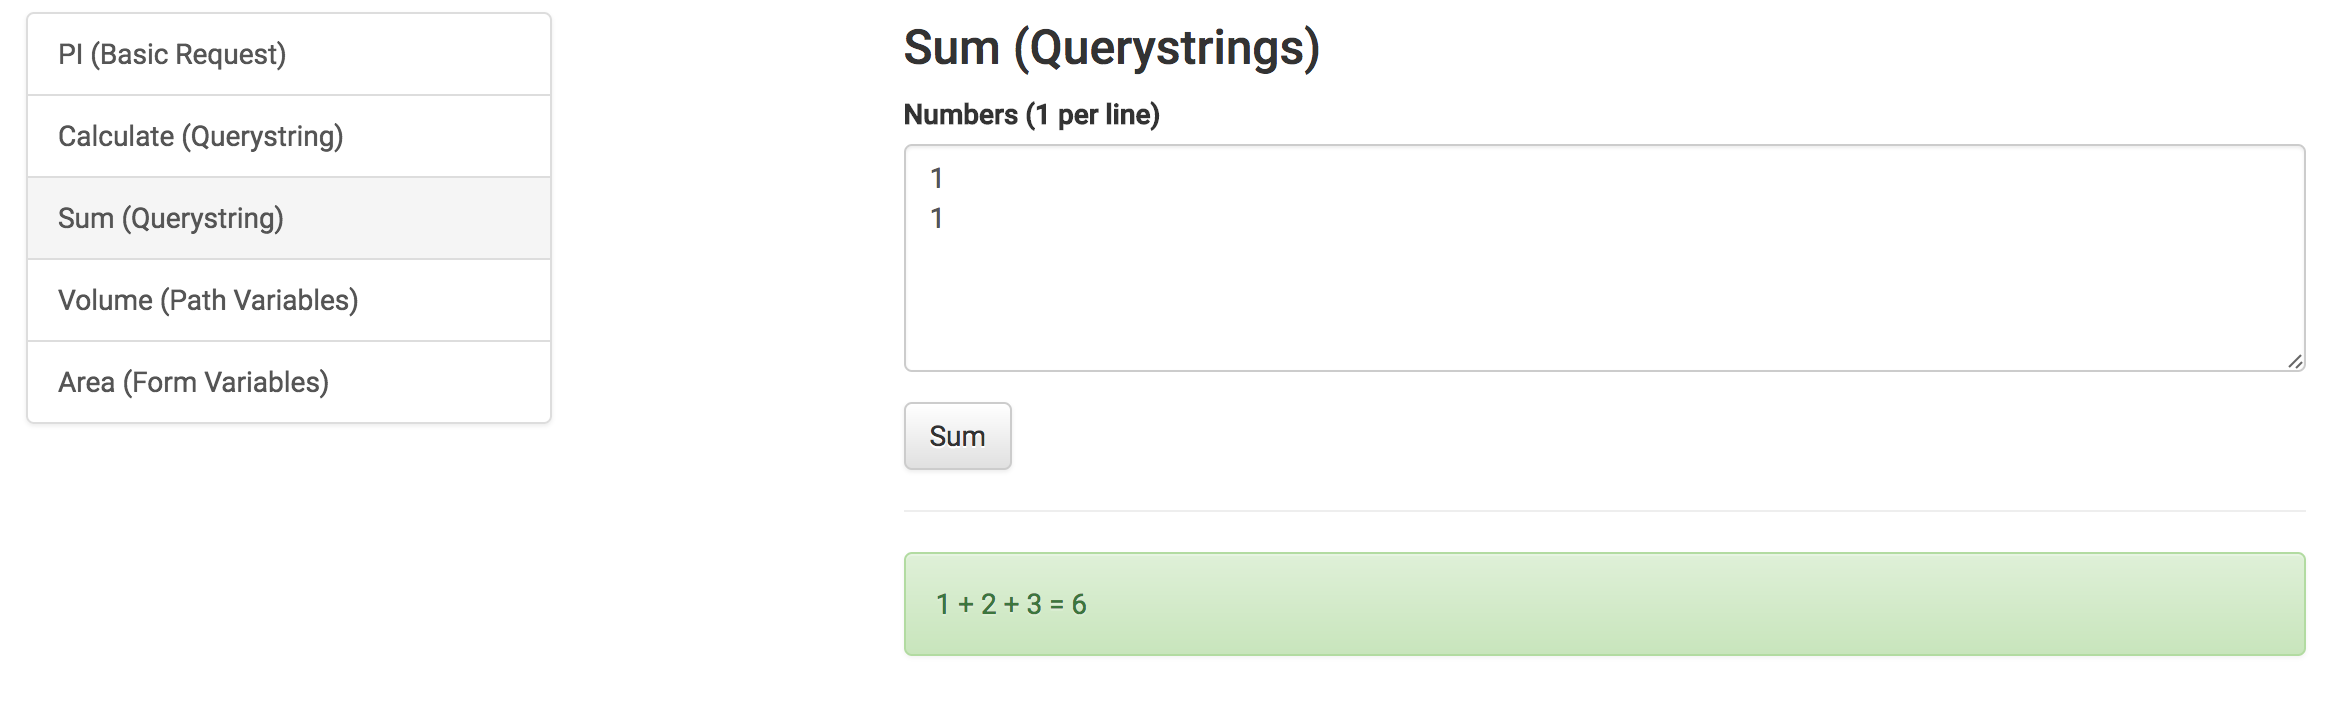 PI (Basic Request)
Calculate (Querystring)
Sum (Querystring)
Volume (Path Variables)
Area (Form Variables)
Sum (Querystrings)
Numbers (1 per line)
1
1
Sum
1 + 2 + 3 = 6